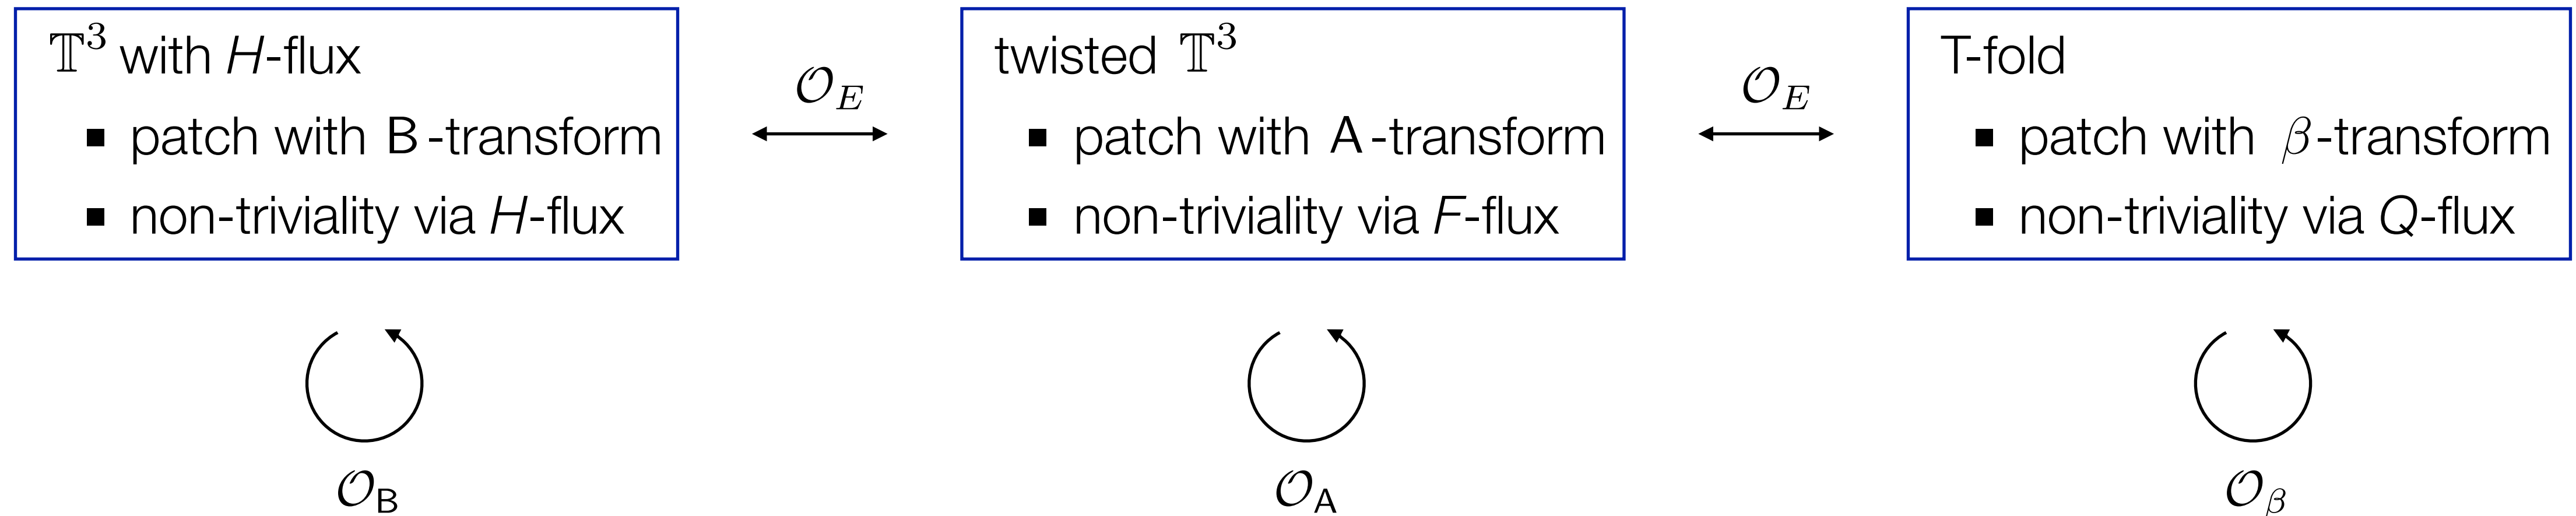 𝕋³ with H-flux
▪ patch with B-transform
▪ non-triviality via H-flux
𝒪_E
twisted 𝕋³
▪ patch with A-transform
▪ non-triviality via F-flux
𝒪_E
T-fold
▪ patch with β-transform
▪ non-triviality via Q-flux
𝒪_B
𝒪_A
𝒪_β